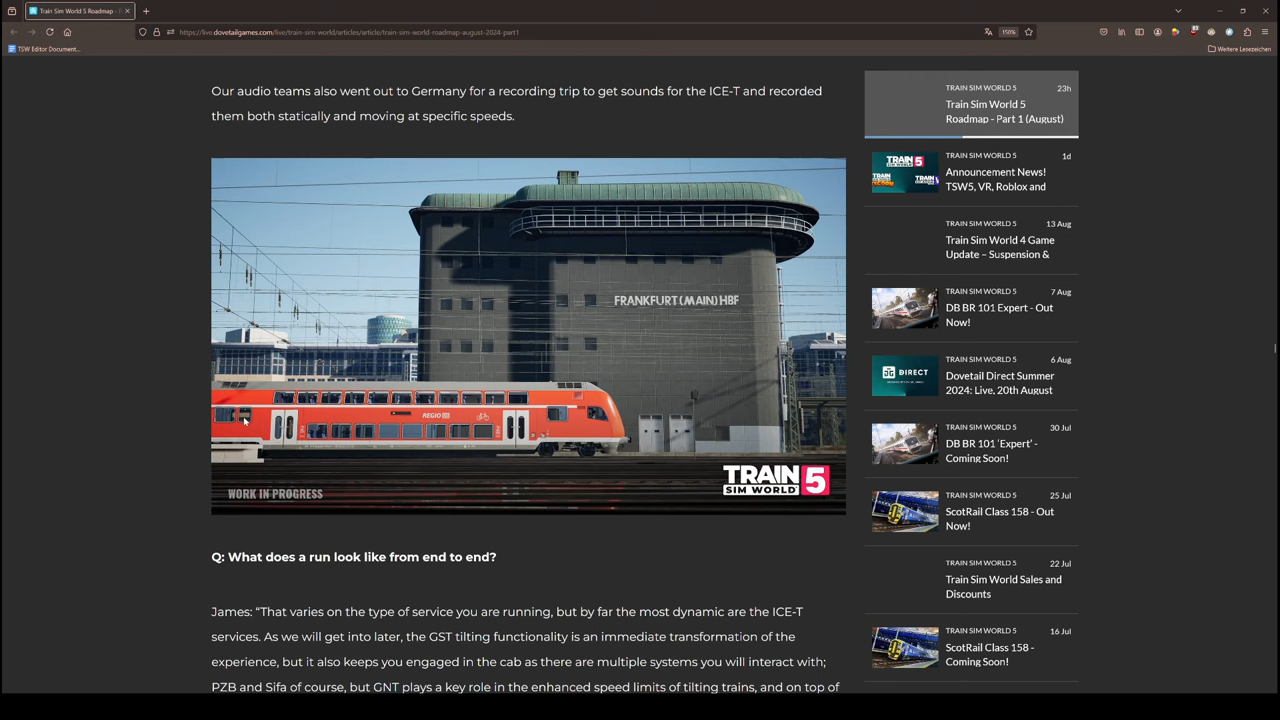 Train Sim World 5 Roadmap - P
https://live.dovetailgames.com/live/train-sim-world/articles/article/train-sim-world-roadmap-august-2024-part1
150%
TSW Editor Document...
Weitere Lesezeichen
Our audio teams also went out to Germany for a recording trip to get sounds for the ICE-T and recorded
them both statically and moving at specific speeds.
FRANKFURT(MAIN)HBF
REGIO DB
WORK IN PROGRESS
TRAIN
SIM WORLD 5
Q: What does a run look like from end to end?
James: “That varies on the type of service you are running, but by far the most dynamic are the ICE-T
services. As we will get into later, the GST tilting functionality is an immediate transformation of the
experience, but it also keeps you engaged in the cab as there are multiple systems you will interact with;
PZB and Sifa of course, but GNT plays a key role in the enhanced speed limits of tilting trains, and on top of
TRAIN SIM WORLD 5 23h
Train Sim World 5
Roadmap - Part 1 (August)
TRAIN SIM WORLD 5 1d
Announcement News!
TSW5, VR, Roblox and
TRAIN SIM WORLD 5 13 Aug
Train Sim World 4 Game
Update – Suspension &
TRAIN SIM WORLD 5 7 Aug
DB BR 101 Expert - Out
Now!
TRAIN SIM WORLD 5 6 Aug
Dovetail Direct Summer
2024: Live, 20th August
DIRECT
TRAIN SIM WORLD 5 30 Jul
DB BR 101 ‘Expert’ -
Coming Soon!
TRAIN SIM WORLD 5 25 Jul
ScotRail Class 158 - Out
Now!
TRAIN SIM WORLD 5 22 Jul
Train Sim World Sales and
Discounts
TRAIN SIM WORLD 5 16 Jul
ScotRail Class 158 -
Coming Soon!